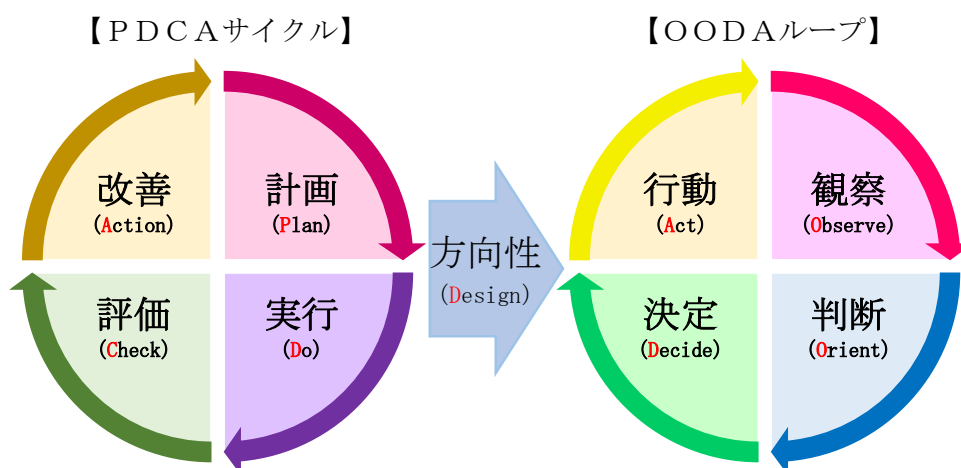 【ＰＤＣＡサイクル】
改善
(Action)
計画
(Plan)
評価
(Check)
実行
(Do)
方向性
(Design)
【ＯＯＤＡループ】
行動
(Act)
観察
(Observe)
決定
(Decide)
判断
(Orient)